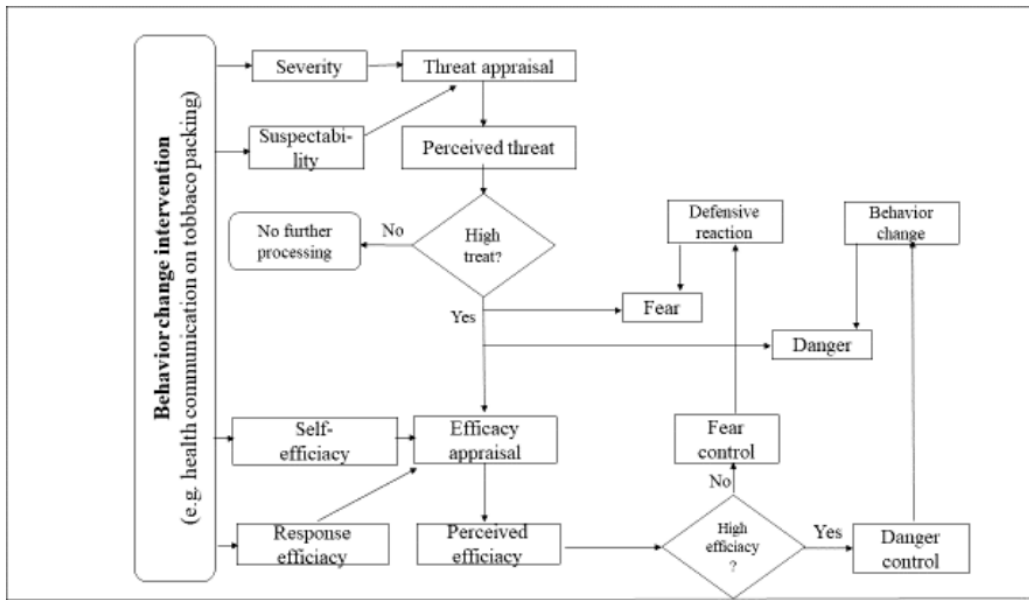 Behavior change intervention
(e.g. health communication on tobbaco packing)
Severity
Threat appraisal
Suspectabi-
lity
Perceived threat
No further
processing
No
High
treat?
Yes
Defensive
reaction
Behavior
change
Fear
Danger
Self-
efficiacy
Efficacy
appraisal
Fear
control
No
Response
efficiacy
Perceived
efficiacy
High
efficiacy
?
Yes
Danger
control